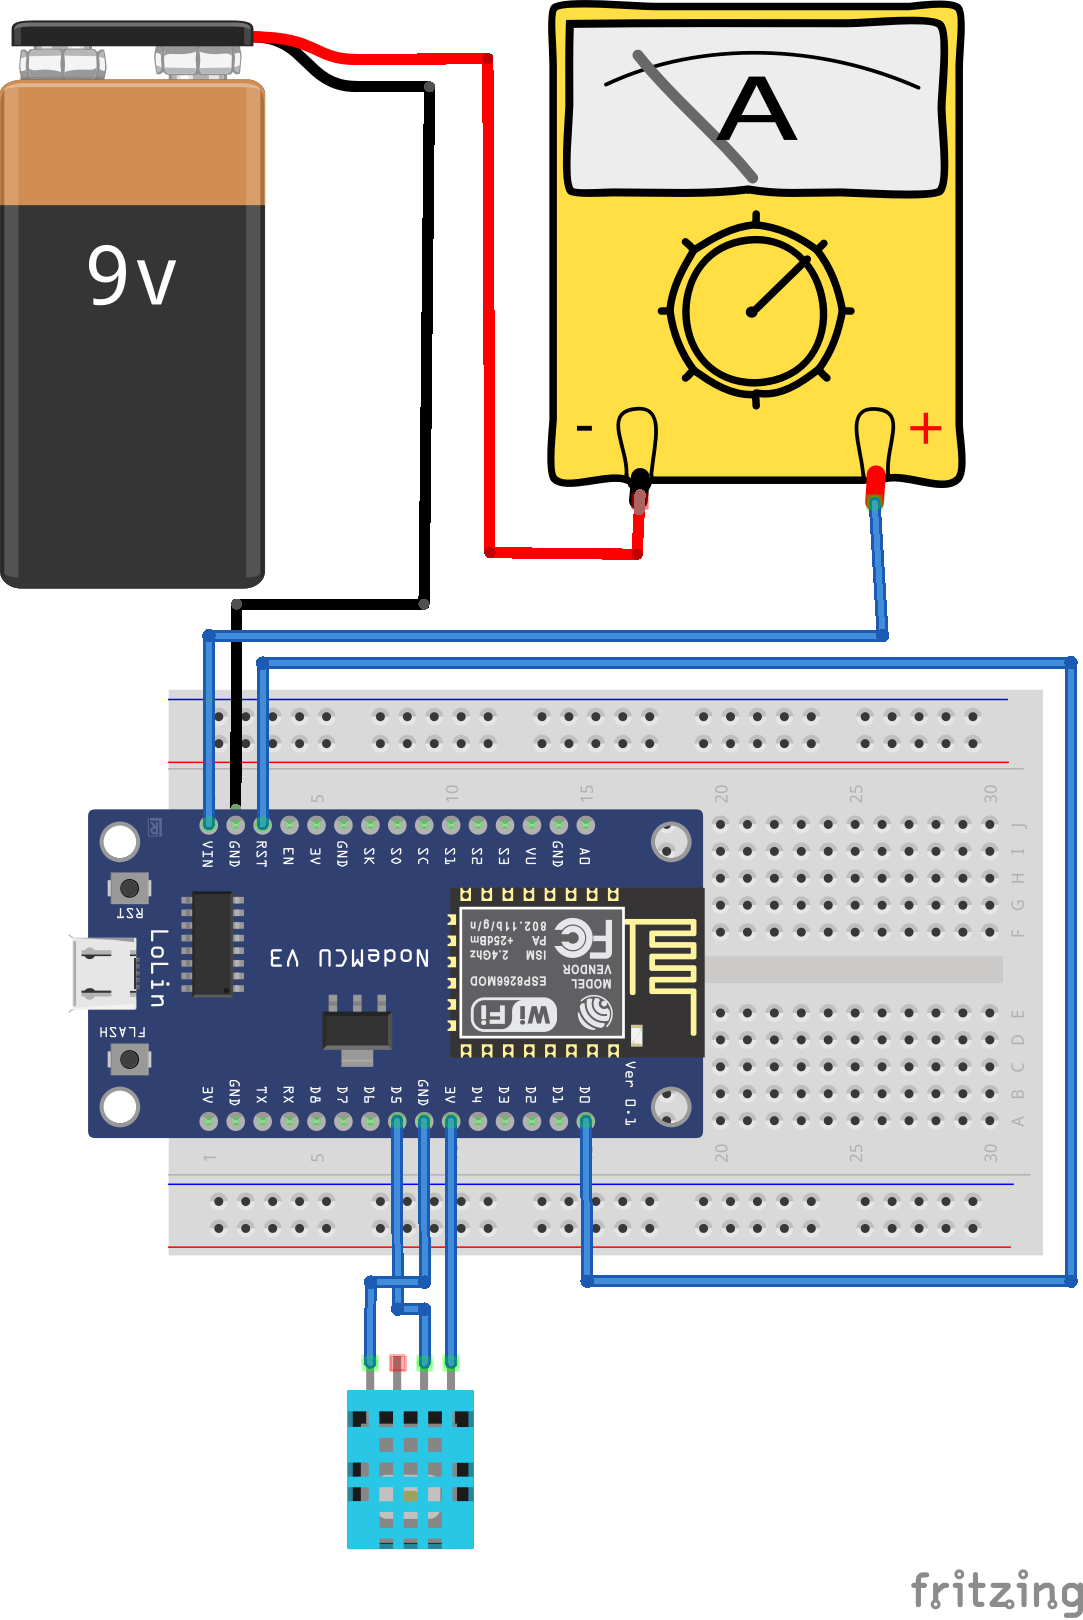 A
9v
- +
5 10 15 20 25 30
VIN GND RST EN 3V GND SK SO SC S1 S2 S3 VU GND AO
J
I
H
G
F
RST
LoLin
NodeMCU V3
802.11b/g/n
PA +25dBm
ISM 2.4Ghz
FC
VENDOR
MODEL ESP8266MOD
WiFi
FLASH
Ver 0.1
3V GND TX RX D8 D7 D6 D5 GND 3V D4 D3 D2 D1 D0
E
D
C
B
A
1 5 20 25 30
fritzing